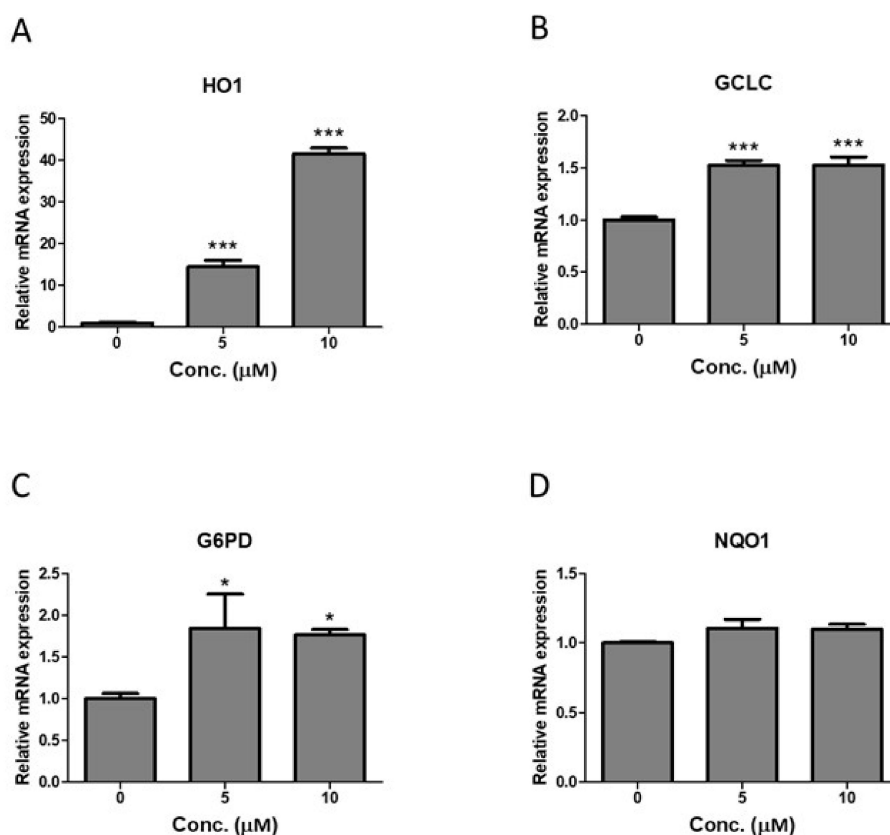 A
HO1
Relative mRNA expression
50
40
30
20
10
0
***
***
0 5 10
Conc. (μM)
B
GCLC
Relative mRNA expression
2.0
1.5
1.0
0.5
0.0
*** ***
0 5 10
Conc. (μM)
C
G6PD
Relative mRNA expression
2.5
2.0
1.5
1.0
0.5
0.0
*
*
0 5 10
Conc. (μM)
D
NQO1
Relative mRNA expression
1.5
1.0
0.5
0.0
0 5 10
Conc. (μM)